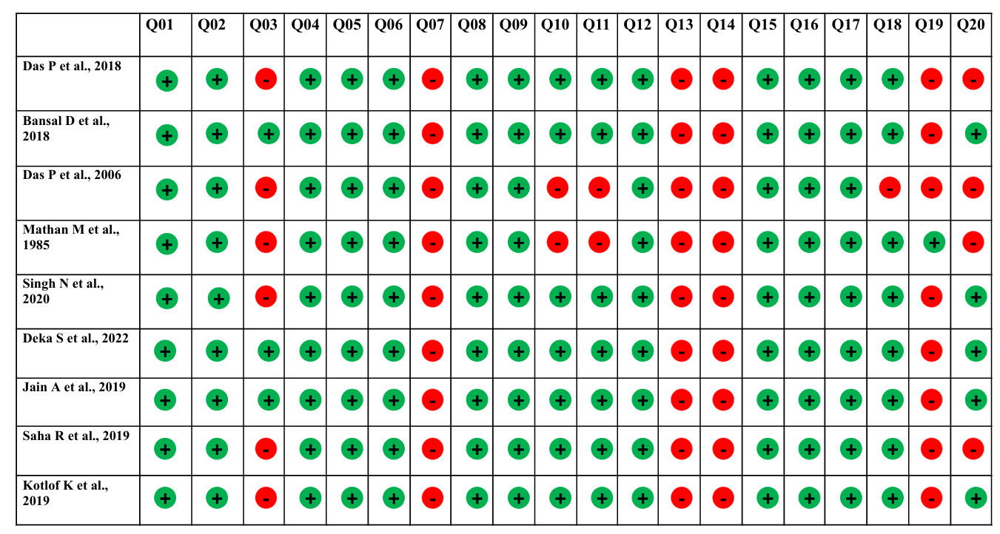 Q01 Q02 Q03 Q04 Q05 Q06 Q07 Q08 Q09 Q10 Q11 Q12 Q13 Q14 Q15 Q16 Q17 Q18 Q19 Q20
Das P et al., 2018 + + - + + + - + + + + + - - + + + + - -
Bansal D et al.,
2018 + + + + + + - + + + + + - - + + + + - +
Das P et al., 2006 + + - + + + - + + - - + - - + + + - - -
Mathan M et al.,
1985 + + - + + + - + + - - + - - + + + + + -
Singh N et al.,
2020 + + - + + + - + + + + + - - + + + + - +
Deka S et al., 2022 + + + + + + - + + + + + - - + + + + - +
Jain A et al., 2019 + + + + + + - + + + + + - - + + + + - +
Saha R et al., 2019 + + - + + + - + + + + + - - + + + + - -
Kotlof K et al.,
2019 + + - + + + - + + + + + - - + + + + - +